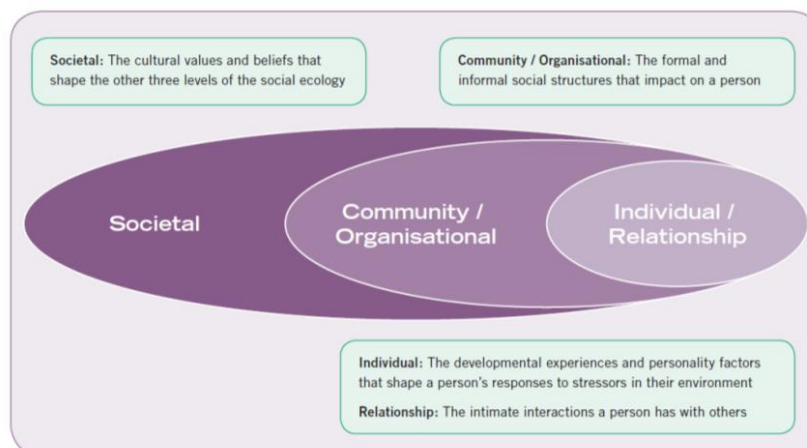 Societal: The cultural values and beliefs that
shape the other three levels of the social ecology
Community / Organisational: The formal and
informal social structures that impact on a person
Societal
Community /
Organisational
Individual /
Relationship
Individual: The developmental experiences and personality factors
that shape a person's responses to stressors in their environment
Relationship: The intimate interactions a person has with others